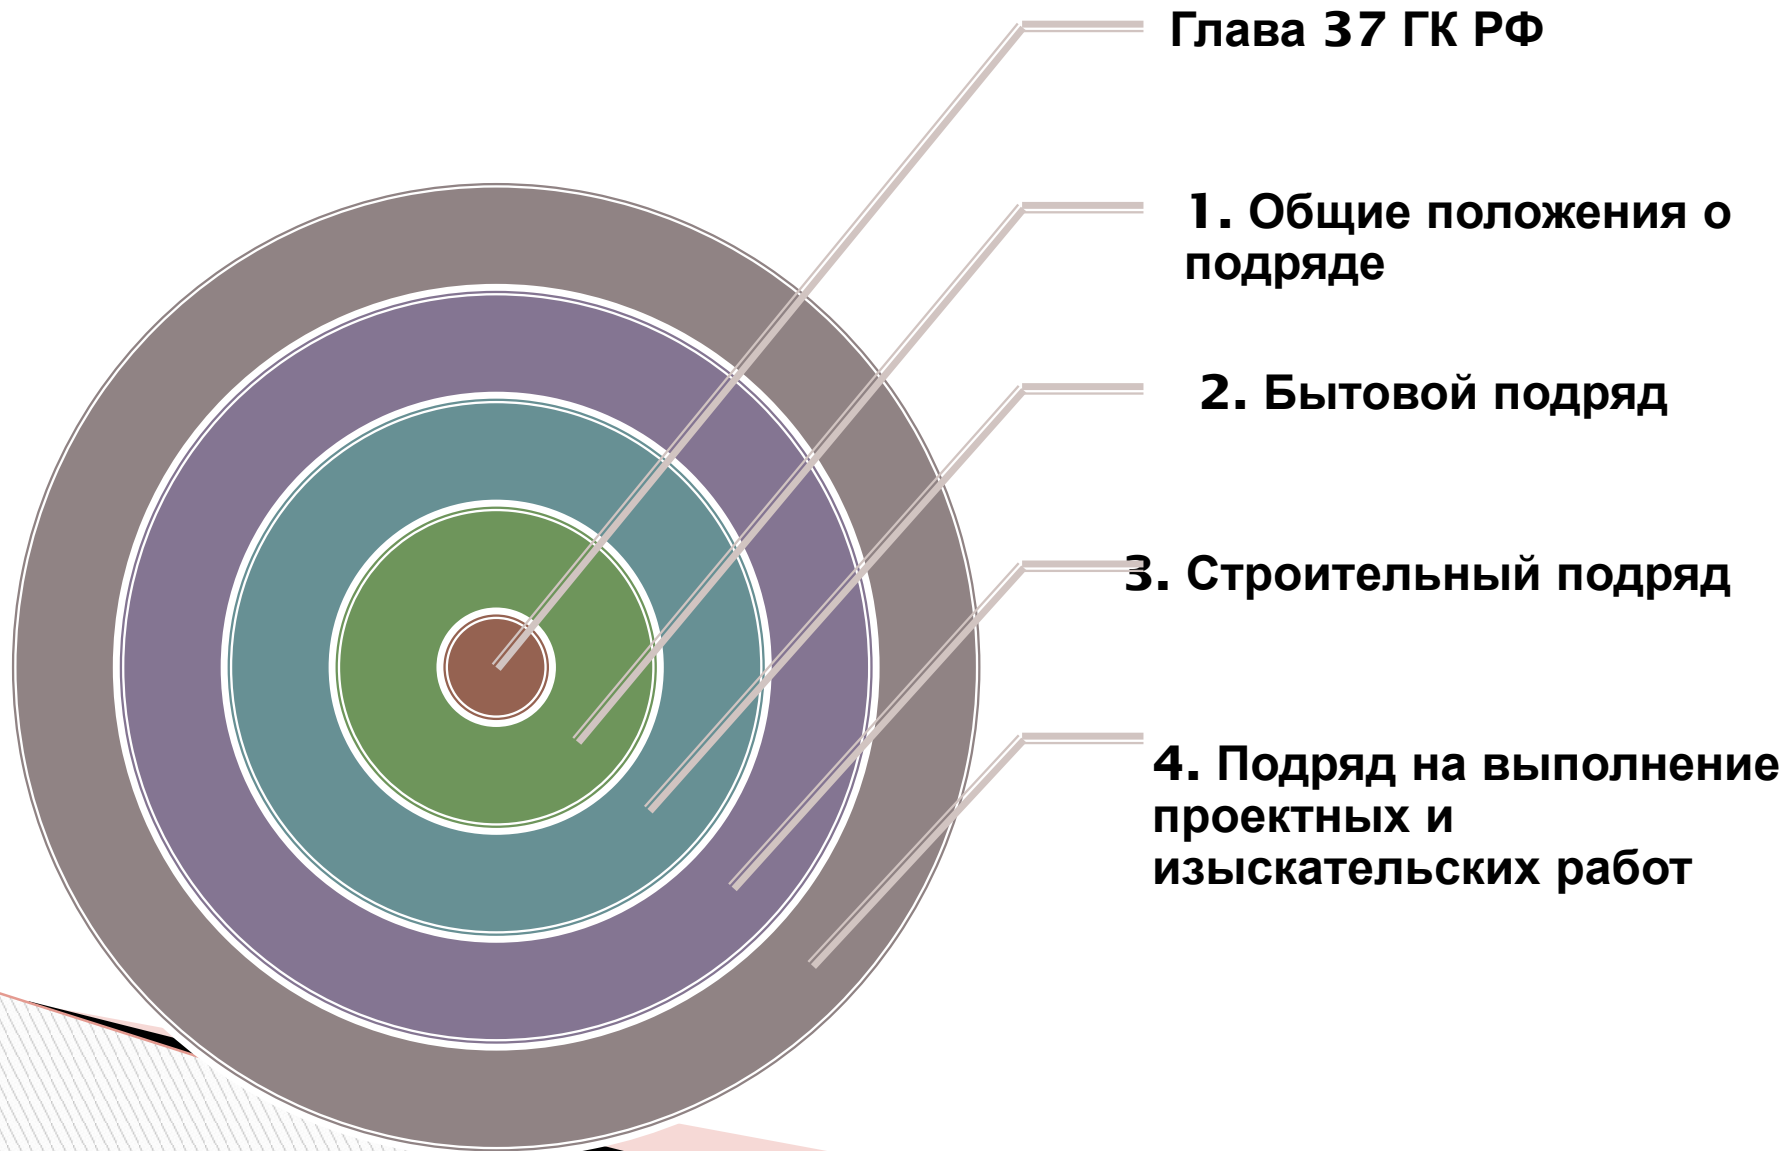 Глава 37 ГК РФ
1. Общие положения о
подряде
2. Бытовой подряд
3. Строительный подряд
4. Подряд на выполнение
проектных и
изыскательских работ